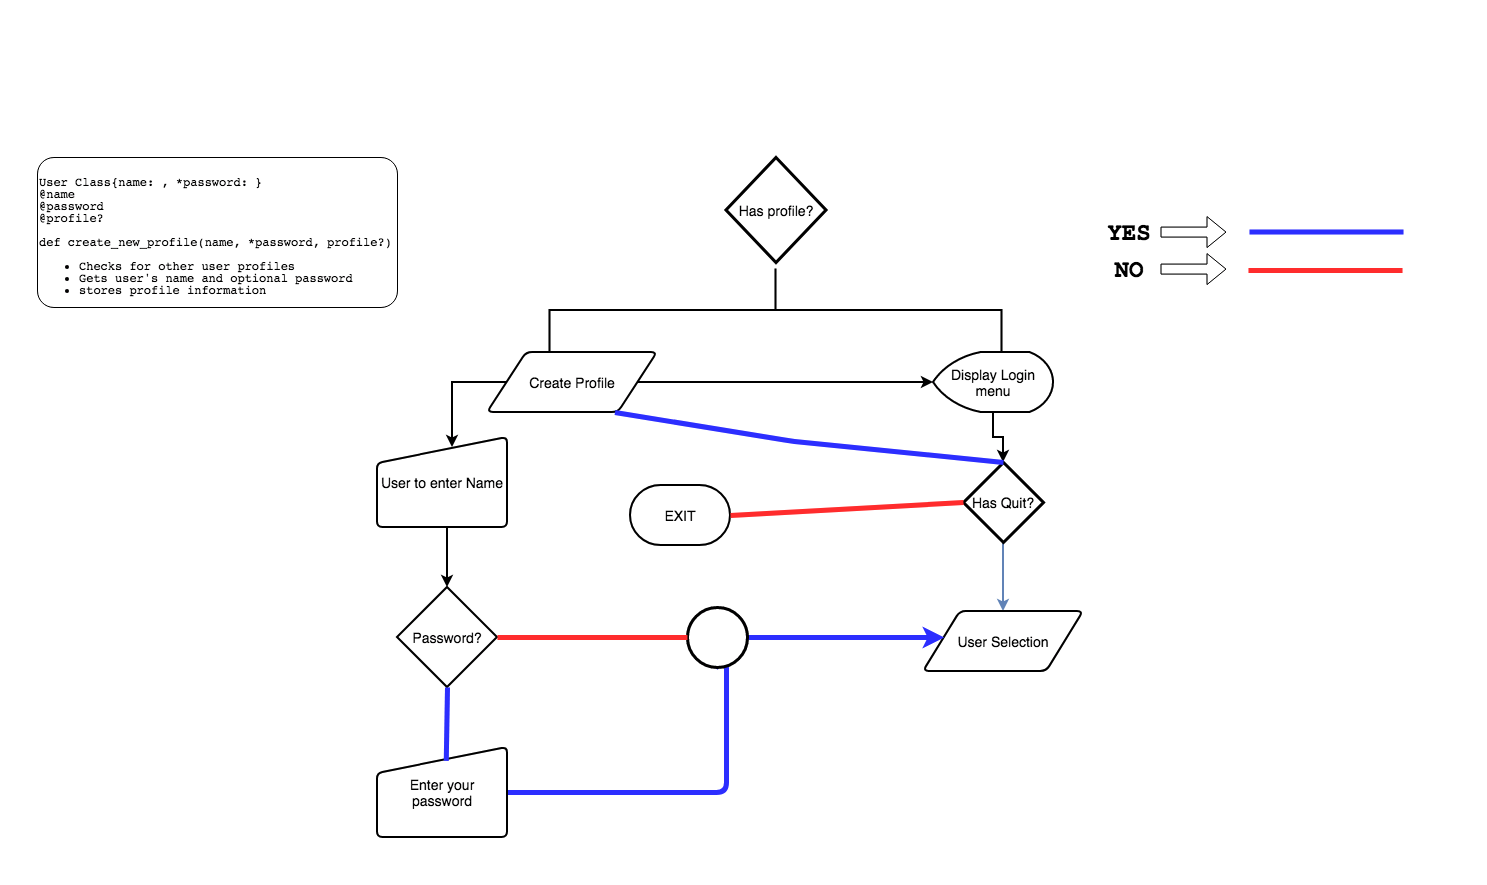 User Class{name: , *password: }
@name
@password
@profile?
def create_new_profile(name, *password, profile?)
• Checks for other user profiles
• Gets user's name and optional password
• stores profile information
Has profile?
YES
NO
Create Profile
Display Login
menu
User to enter Name
EXIT
Has Quit?
Password?
User Selection
Enter your
password